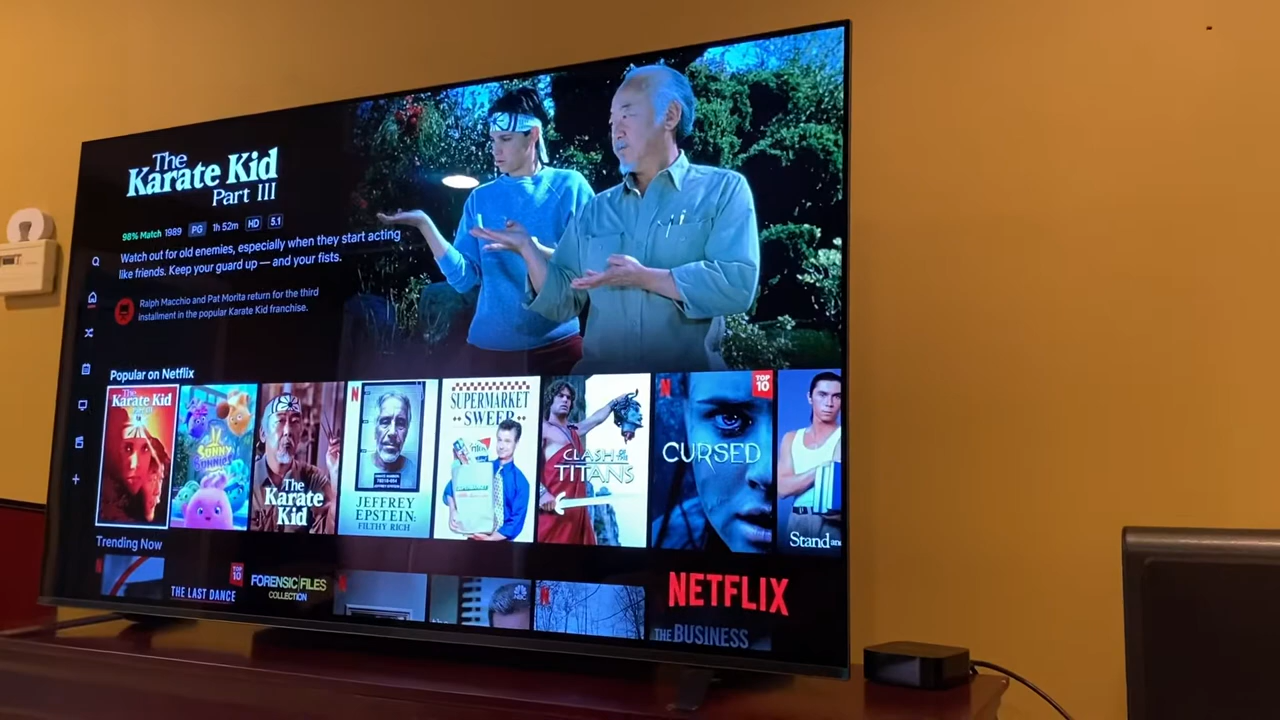 The
Karate Kid
Part III
98% Match 1989 PG 1h 52m HD 5.1
Watch out for old enemies, especially when they start acting
like friends. Keep your guard up — and your fists.
Ralph Macchio and Pat Morita return for the third
installment in the popular Karate Kid franchise.
Popular on Netflix
The
Karate Kid
SUNNY
BUNNIES
The
Karate
Kid
N
JEFFREY
EPSTEIN:
FILTHY RICH
SUPERMARKET
SWEEP
CLASH OF THE
TITANS
N
TOP
10
CURSED
Stand and
Trending Now
THE LAST DANCE
TOP
10
FORENSIC FILES
COLLECTION
NBC
N
NETFLIX
THE BUSINESS